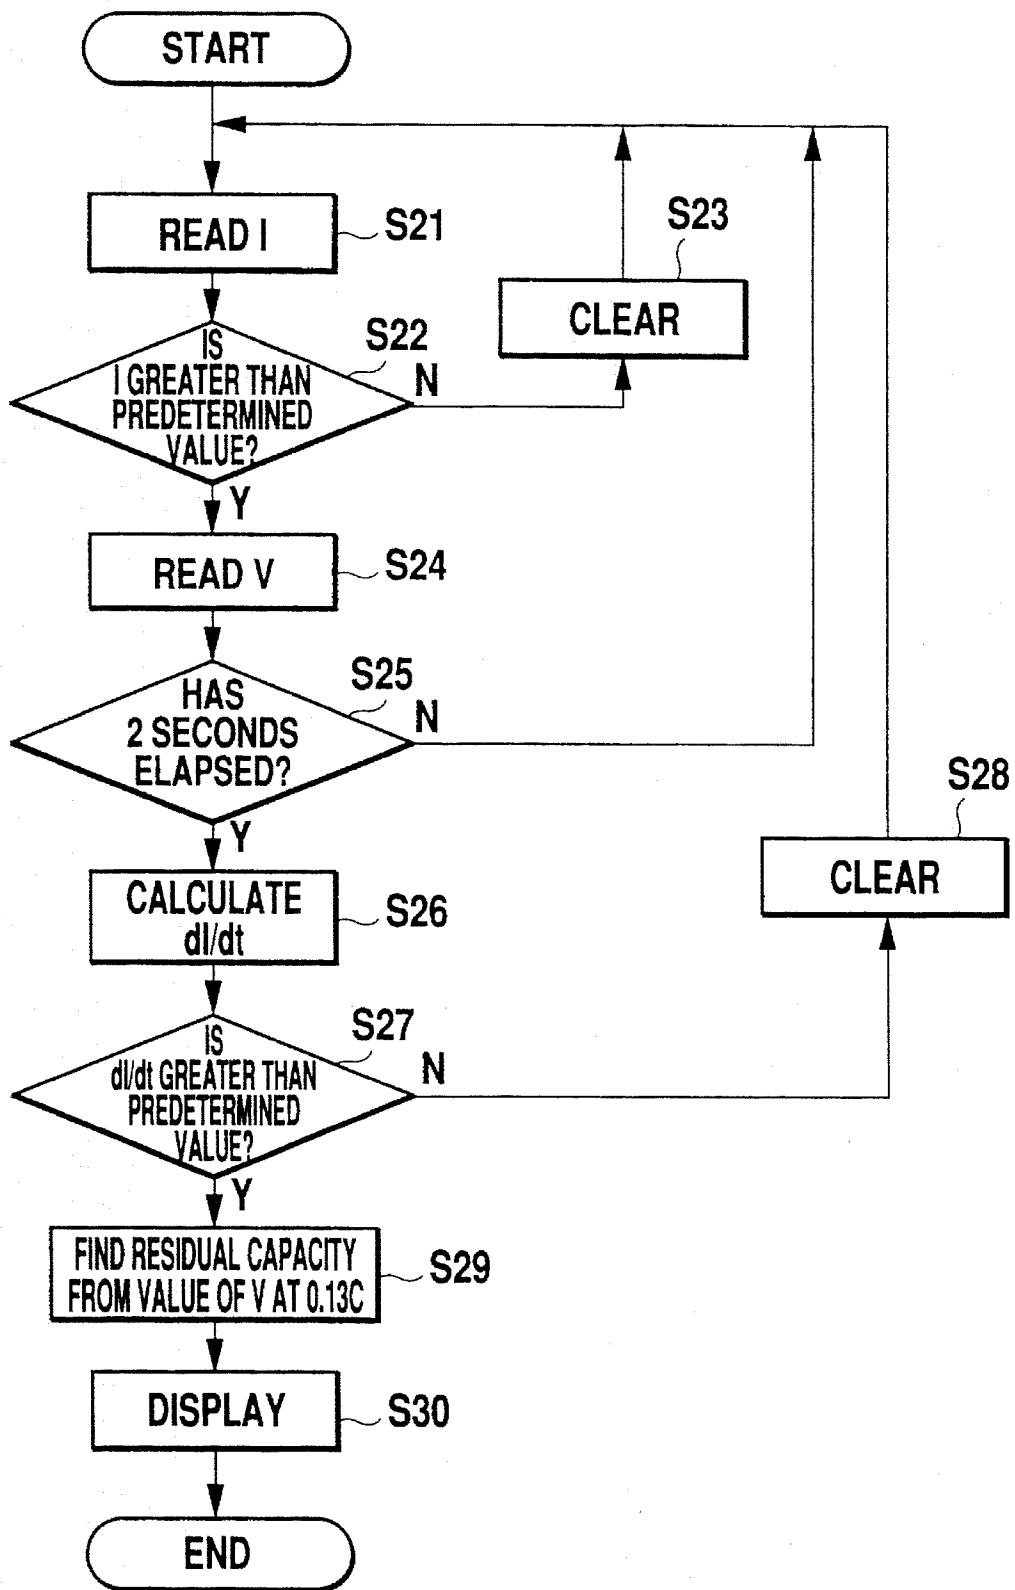 START
READ I
S21
S23
CLEAR
S22
IS
I GREATER THAN
PREDETERMINED
VALUE?
N
Y
READ V
S24
S25
HAS
2 SECONDS
ELAPSED?
N
Y
S28
CLEAR
CALCULATE
dI/dt
S26
S27
IS
dI/dt GREATER THAN
PREDETERMINED
VALUE?
N
Y
FIND RESIDUAL CAPACITY
FROM VALUE OF V AT 0.13C
S29
DISPLAY
S30
END